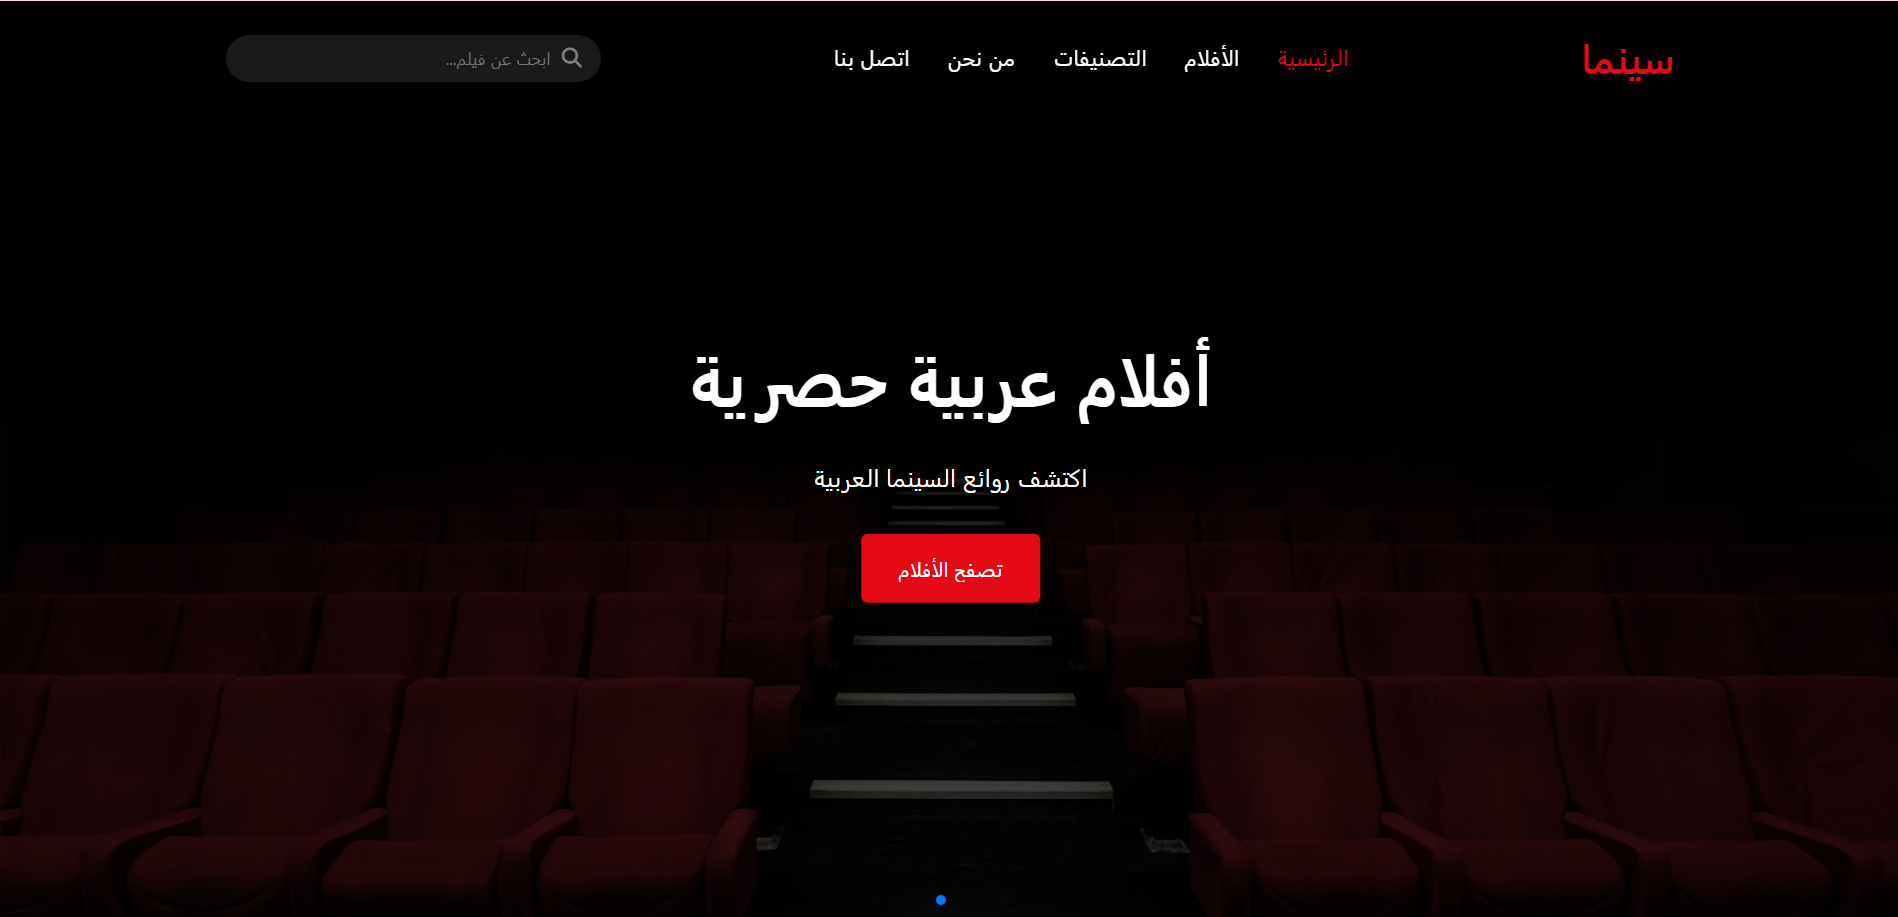 سينما
الرئيسية الأفلام التصنيفات من نحن اتصل بنا
ابحث عن فيلم...
أفلام عربية حصرية
اكتشف روائع السينما العربية
تصفح الأفلام